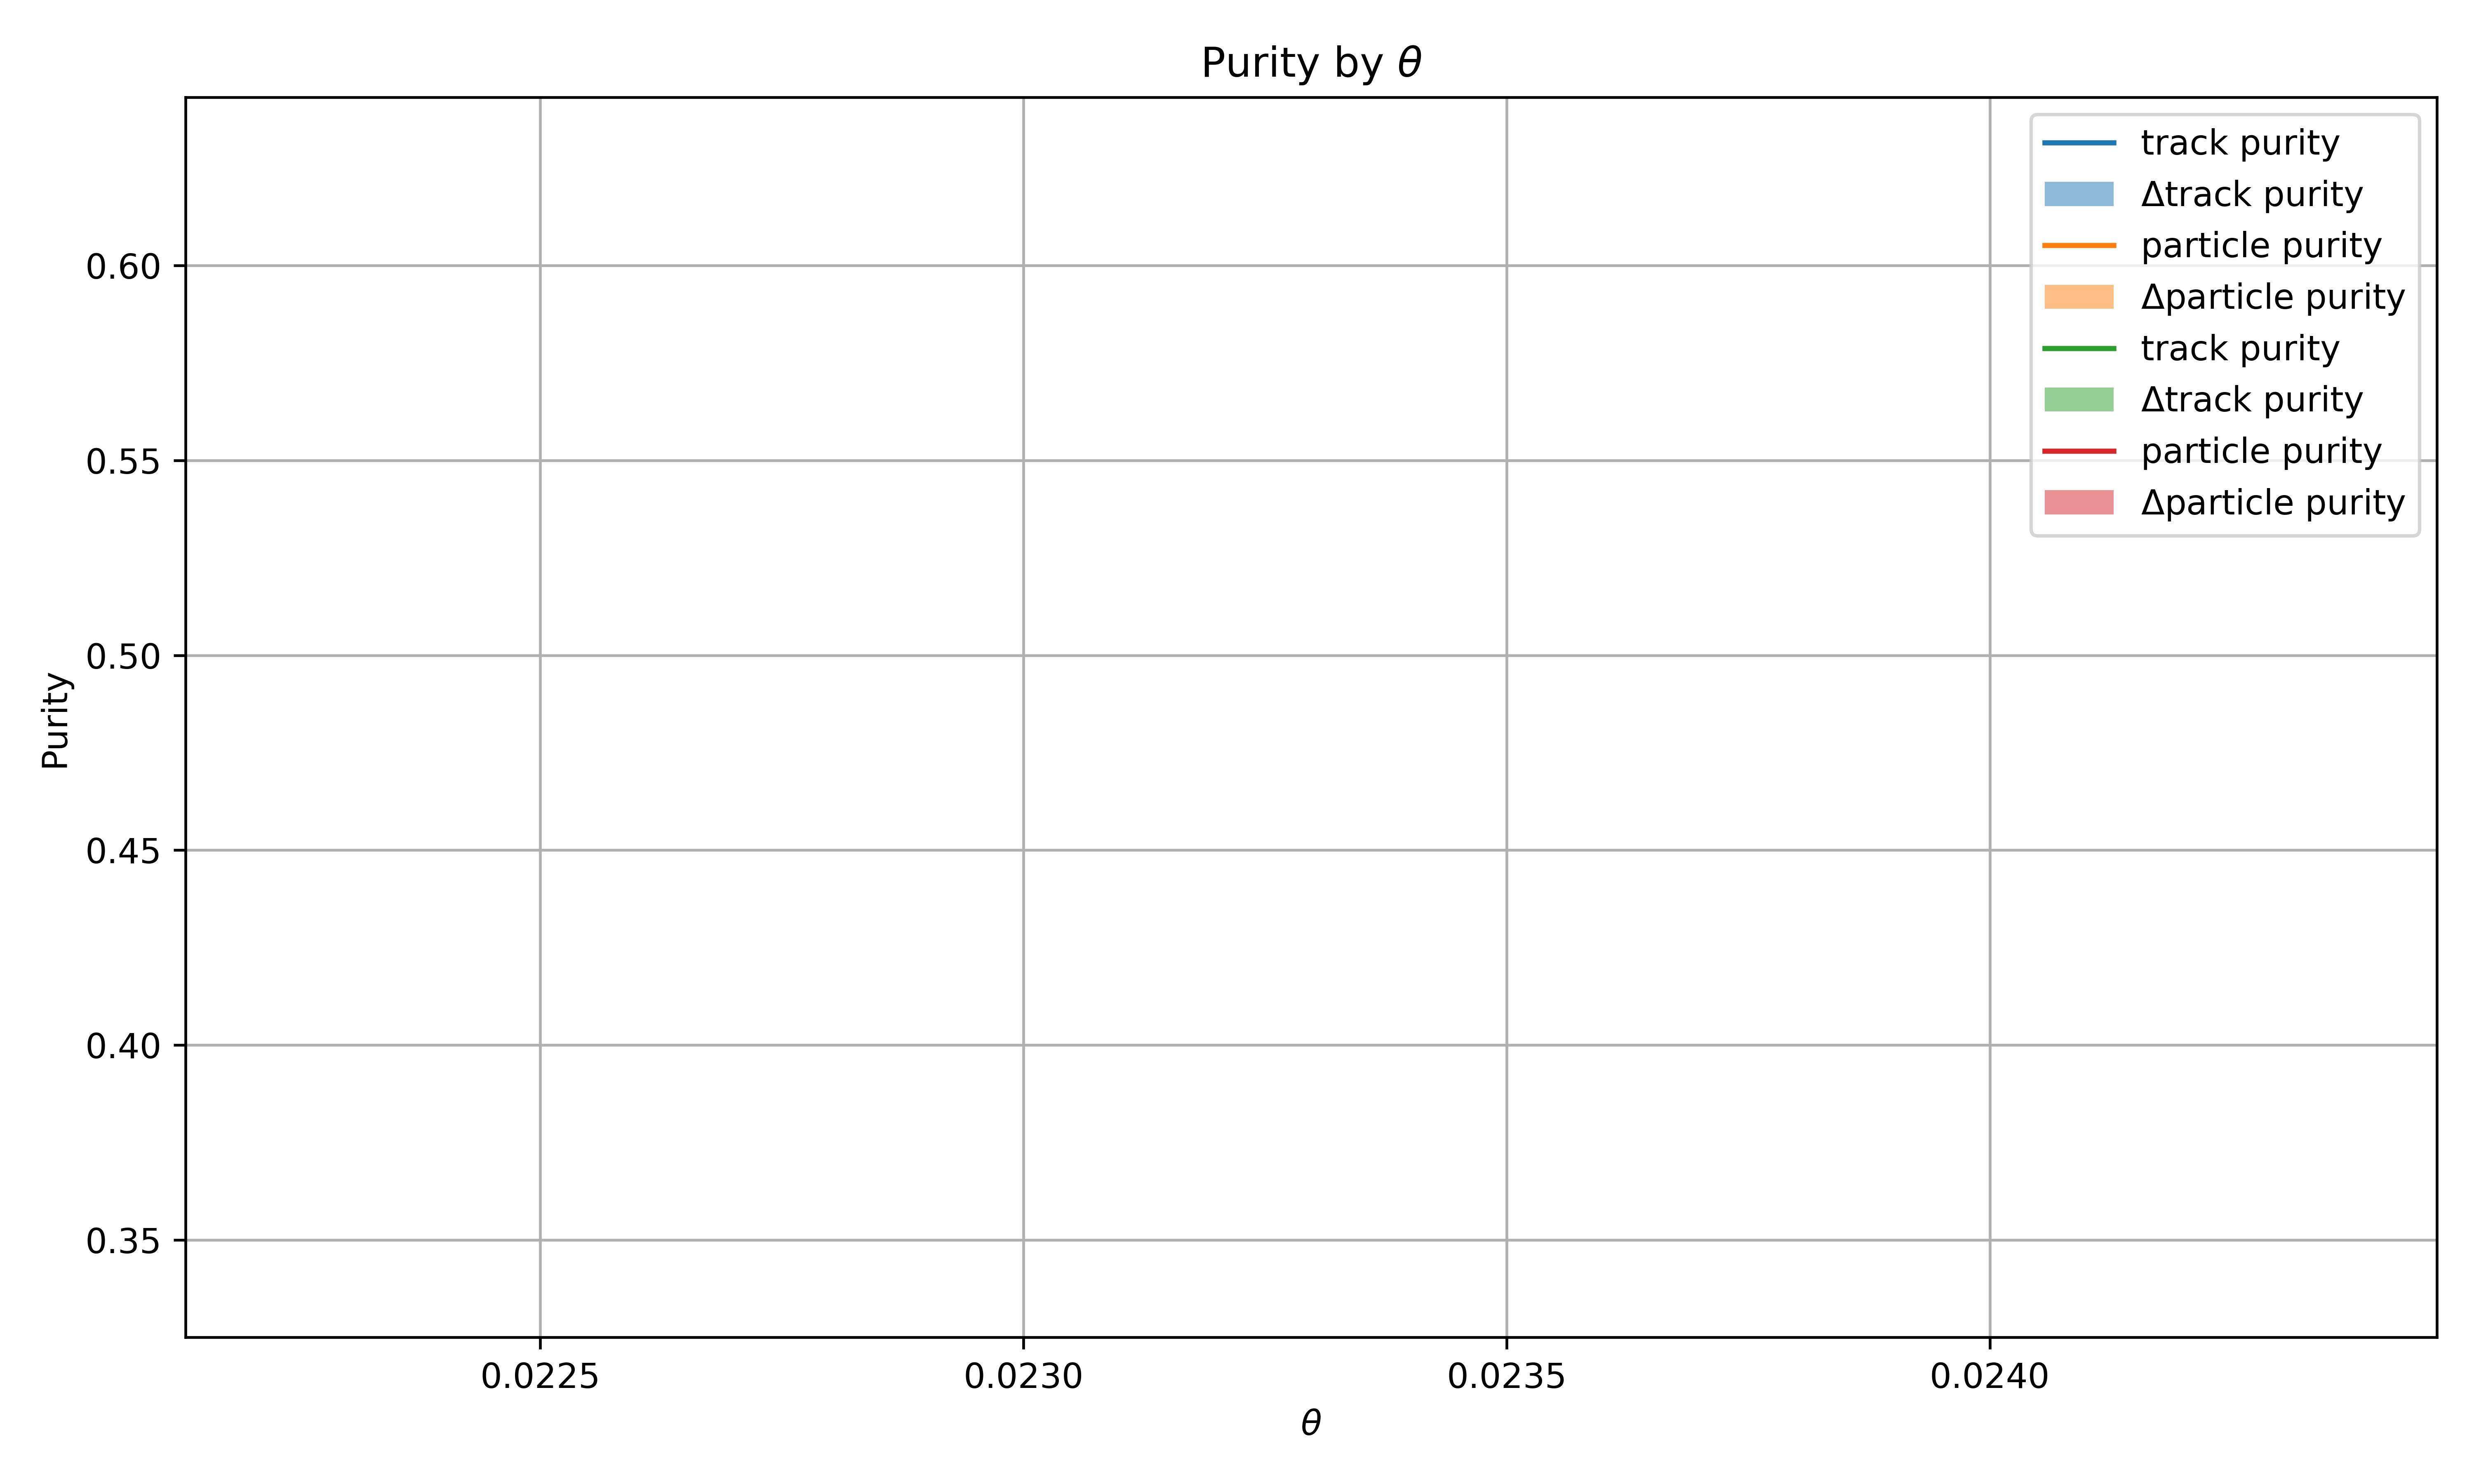 Purity by θ
track purity
Δtrack purity
particle purity
Δparticle purity
track purity
Δtrack purity
particle purity
Δparticle purity
Purity
0.60
0.55
0.50
0.45
0.40
0.35
0.0225 0.0230 0.0235 0.0240
θ